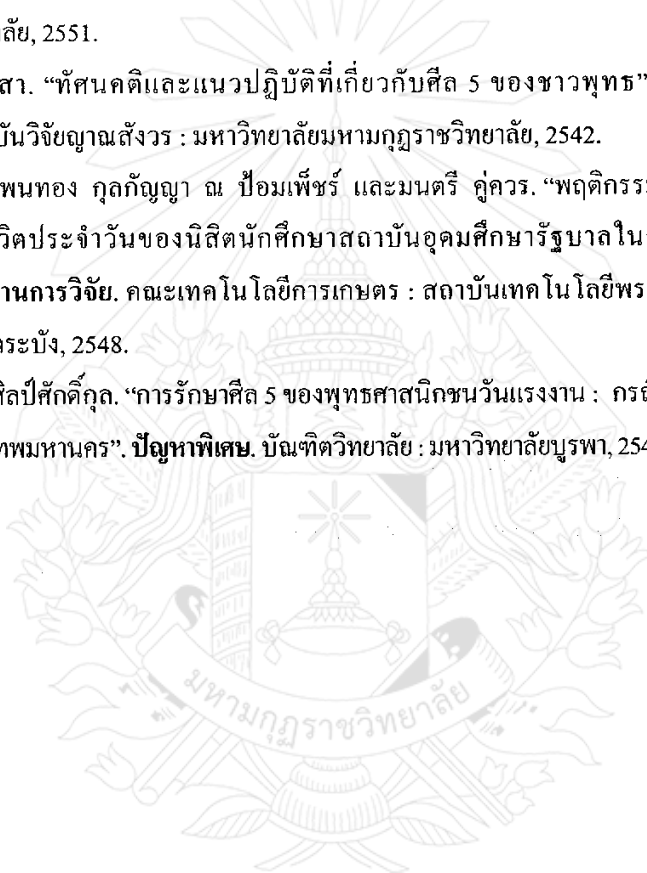 ลัย, 2551.
สา. “ทัศนคติและแนวปฏิบัติที่เกี่ยวกับศีล 5 ของชาวพุทธ”
บันวิจัยญาณสังวร : มหาวิทยาลัยมหามกุฏราชวิทยาลัย, 2542.
พนทอง กุลกัญญา ณ ป้อมเพ็ชร์ และมนตรี คู่ควร. “พฤติกรร
วิตประจำวันของนิสิตนักศึกษาสถาบันอุดมศึกษารัฐบาลใน
านการวิจัย. คณะเทคโนโลยีการเกษตร : สถาบันเทคโนโลยีพร
ระบัง, 2548.
ศิลป์ศักดิ์กุล. “การรักษาศีล 5 ของพุทธศาสนิกชนวันแรงงาน : กรณ
ทพมหานคร”. ปัญหาพิเศษ. บัณฑิตวิทยาลัย : มหาวิทยาลัยบูรพา, 254
มหามกุฏราชวิทยาลัย